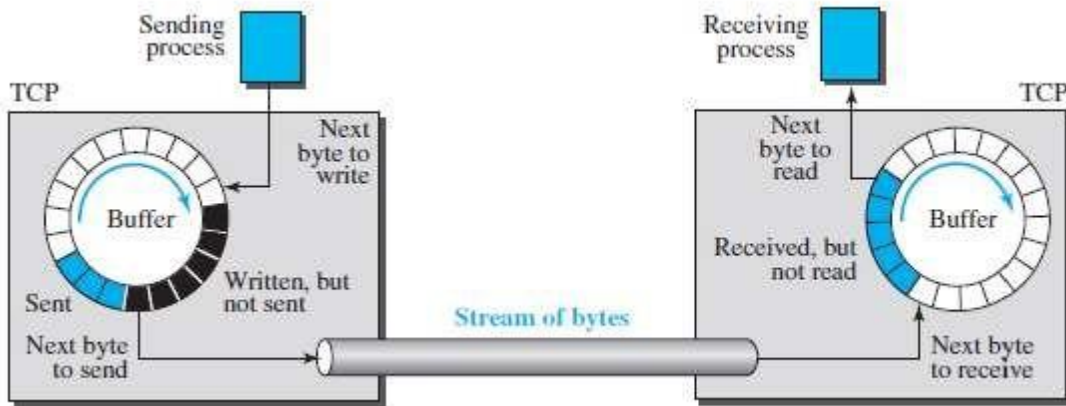 Sending
process
Receiving
process
TCP
TCP
Next
byte to
write
Buffer
Sent
Written, but
not sent
Next byte
to send
Stream of bytes
Next
byte to
read
Buffer
Received, but
not read
Next byte
to receive